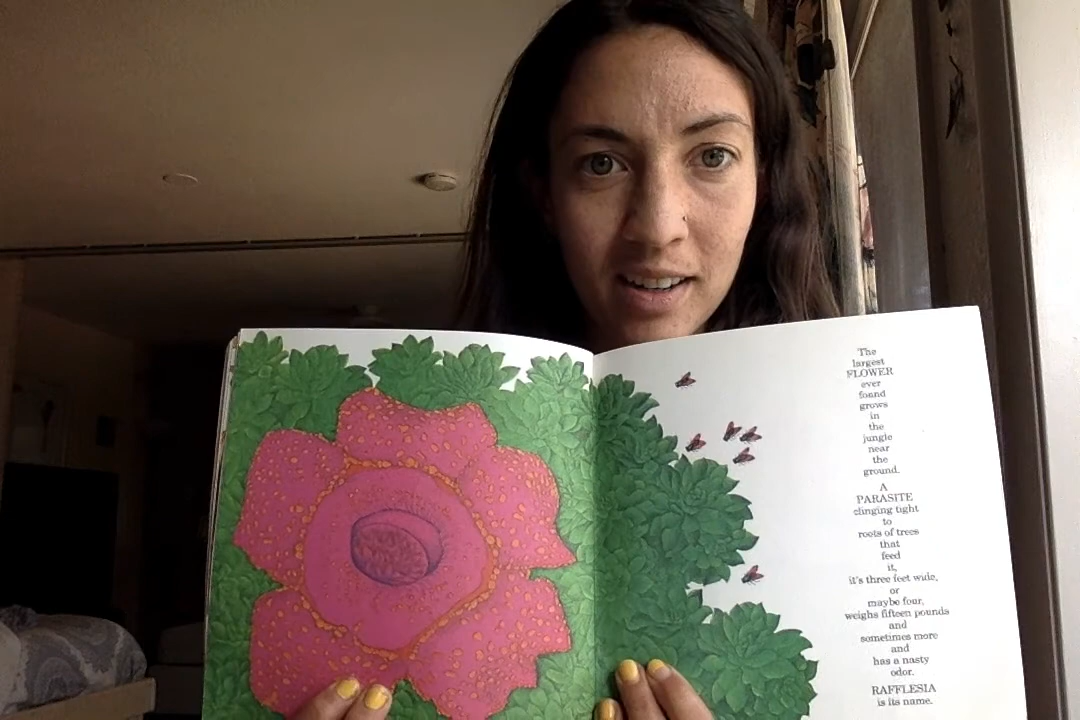 The
largest
FLOWER
ever
found
grows
in
the
jungle
near
the
ground.
A
PARASITE
clinging tight
to
roots of trees
that
feed
it,
it's three feet wide,
or
maybe four,
weighs fifteen pounds
and
sometimes more
and
has a nasty
odor.
RAFFLESIA
is its name.